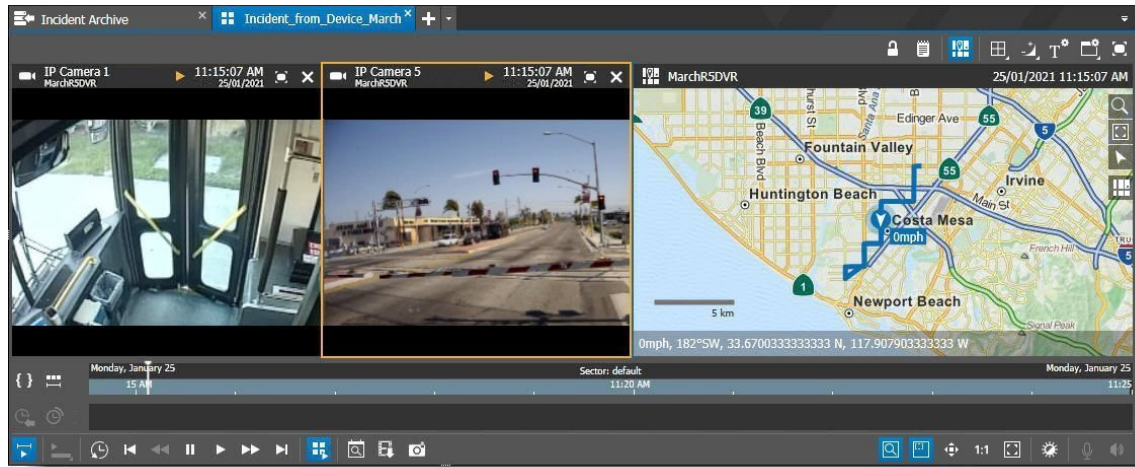 Incident Archive
Incident_from_Device_March
IP Camera 1
MarchR5DVR
11:15:07 AM
25/01/2021
IP Camera 5
MarchR5DVR
11:15:07 AM
25/01/2021
MarchR5DVR
25/01/2021 11:15:07 AM
39
Beach Blvd
Edinger Ave
55
5
Fountain Valley
55
Irvine
Huntington Beach
Main St
Costa Mesa
0mph
French Hill
5
1
Newport Beach
5 km
Signal Peak
0mph, 182°SW, 33.6700333333333 N, 117.907903333333 W
Monday, January 25
Sector: default
Monday, January 25
15 AM
11:20 AM
11:25
1:1